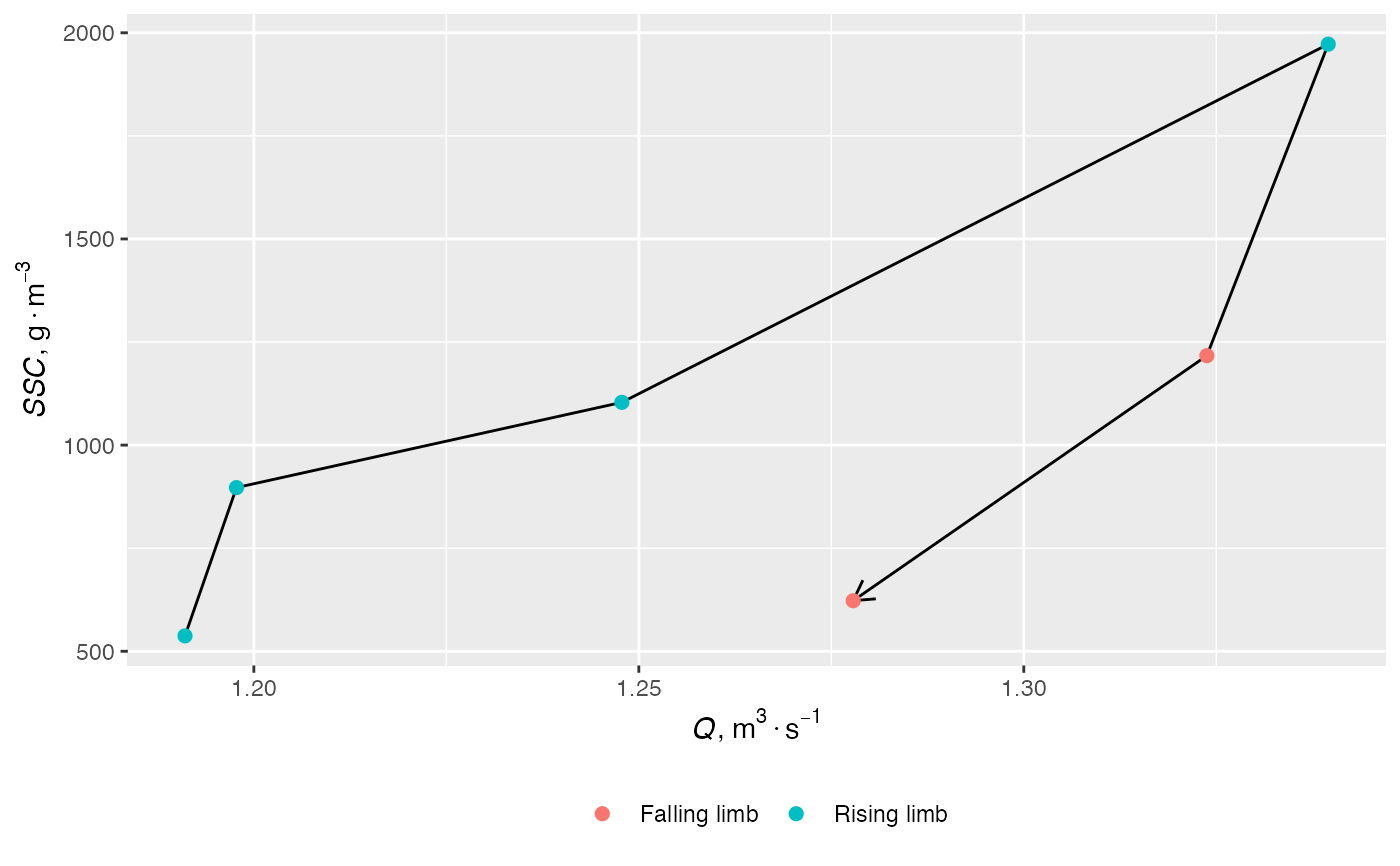 2000
1500
1000
500
SSC, g · m⁻³
1.20 1.25 1.30
Q, m³ · s⁻¹
Falling limb Rising limb